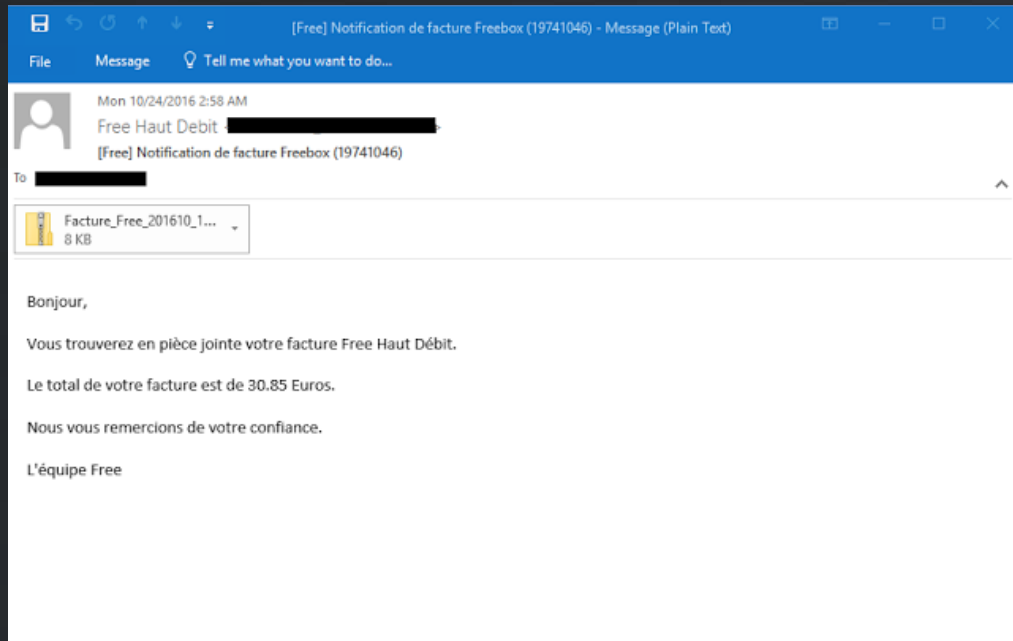 [Free] Notification de facture Freebox (19741046) - Message (Plain Text)
File Message Tell me what you want to do...
Mon 10/24/2016 2:58 AM
Free Haut Debit
[Free] Notification de facture Freebox (19741046)
To
Facture_Free_201610_1...
8 KB
Bonjour,
Vous trouverez en pièce jointe votre facture Free Haut Débit.
Le total de votre facture est de 30.85 Euros.
Nous vous remercions de votre confiance.
L'équipe Free